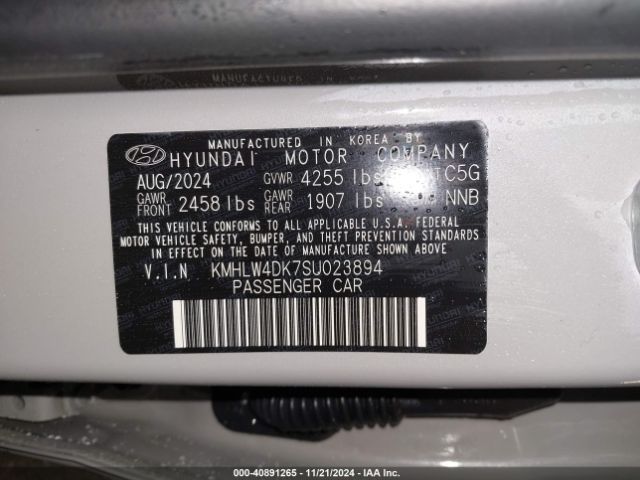 MANUFACTURED IN KOREA BY
HYUNDAI MOTOR COMPANY
AUG/2024 GVWR 4255 lbs TC5G
GAWR FRONT 2458 lbs GAWR REAR 1907 lbs NNB
THIS VEHICLE CONFORMS TO ALL APPLICABLE U.S.A. FEDERAL
MOTOR VEHICLE SAFETY, BUMPER, AND THEFT PREVENTION
STANDARDS IN EFFECT ON THE DATE OF MANUFACTURE SHOWN ABOVE.
V.I.N KMHLW4DK7SU023894
PASSENGER CAR
000-40891265 - 11/21/2024 - IAA Inc.